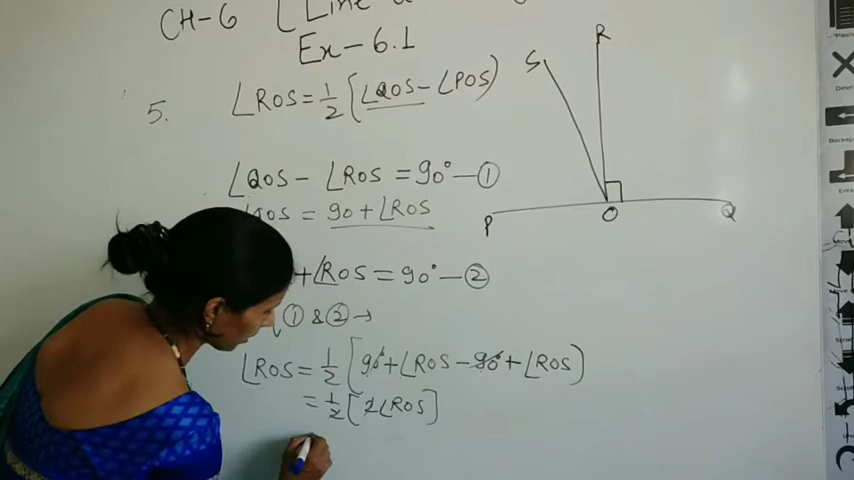 CH-6 [Line a
Ex-6.1
5. ∠ROS = 1/2 (∠QOS - ∠POS)
∠QOS - ∠ROS = 90° - ①
QOS = 90 + ∠ROS
+ ∠ROS = 90° - ②
① & ② →
∠ROS = 1/2 [90° + ∠ROS - 90° + ∠ROS)
= 1/2 [2∠ROS]
S
R
P
O
Q